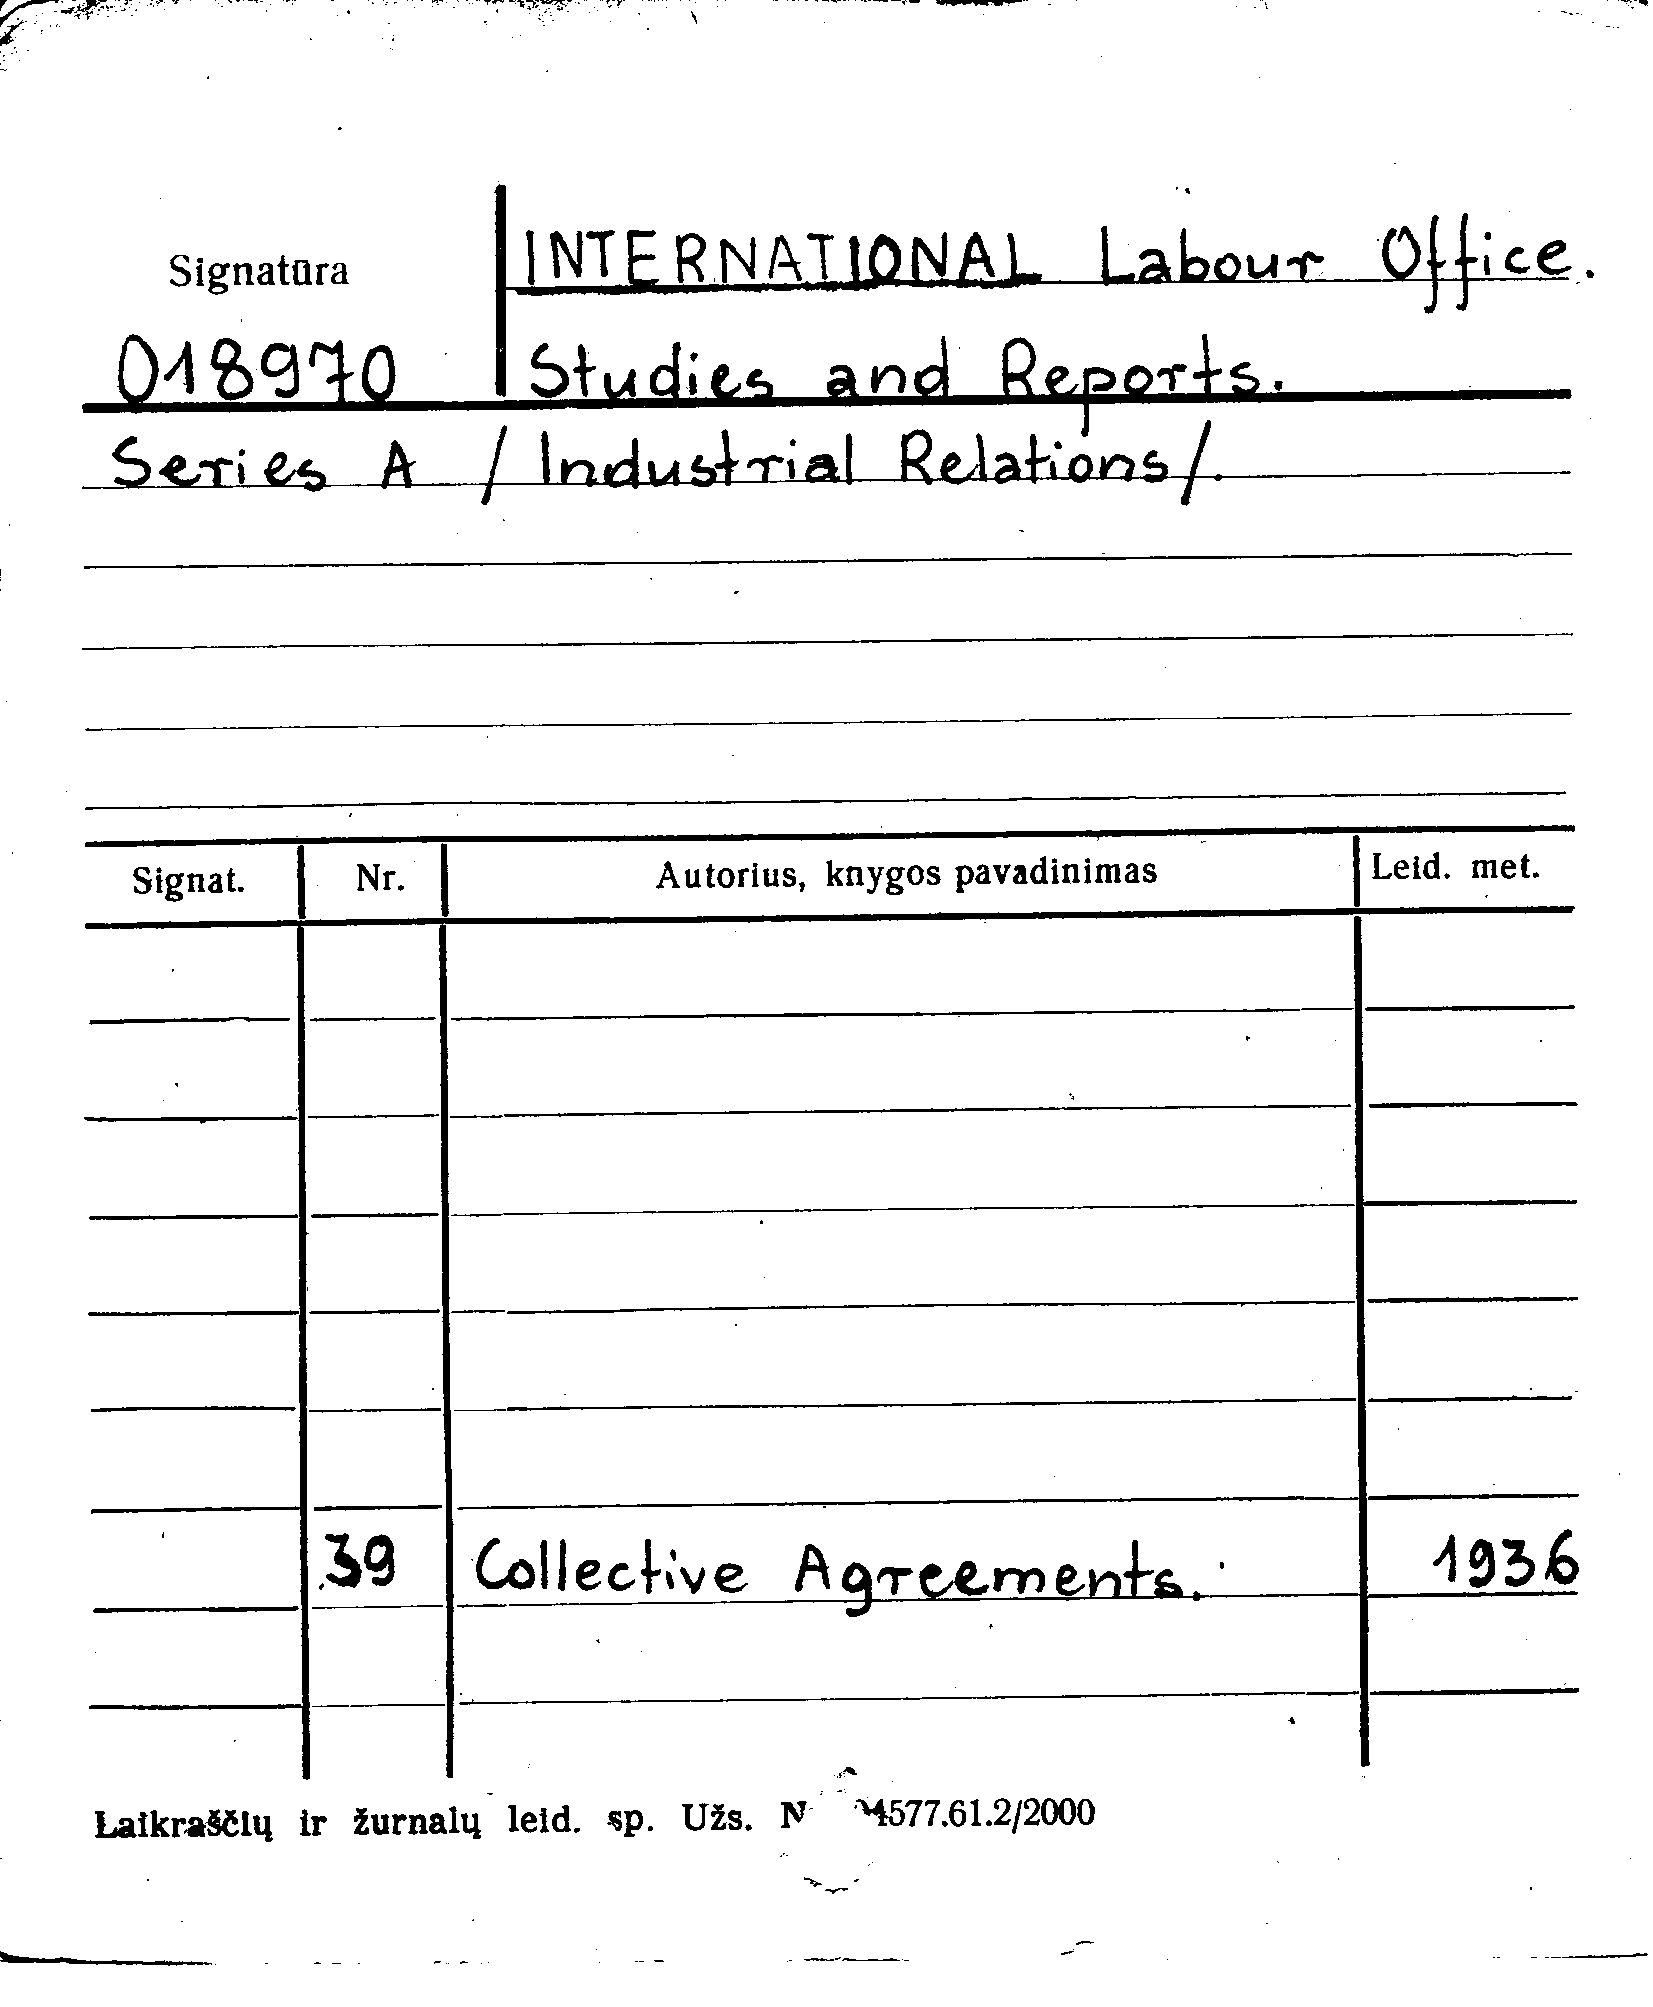 Signatūra
INTERNATIONAL Labour Office.
018970
Studies and Reports.
Series A / Industrial Relations/.
Signat. Nr. Autorius, knygos pavadinimas Leid. met.
39 Collective Agreements. 1936
Laikraščių ir žurnalų leid. sp. Užs. N 4577.61.2/2000